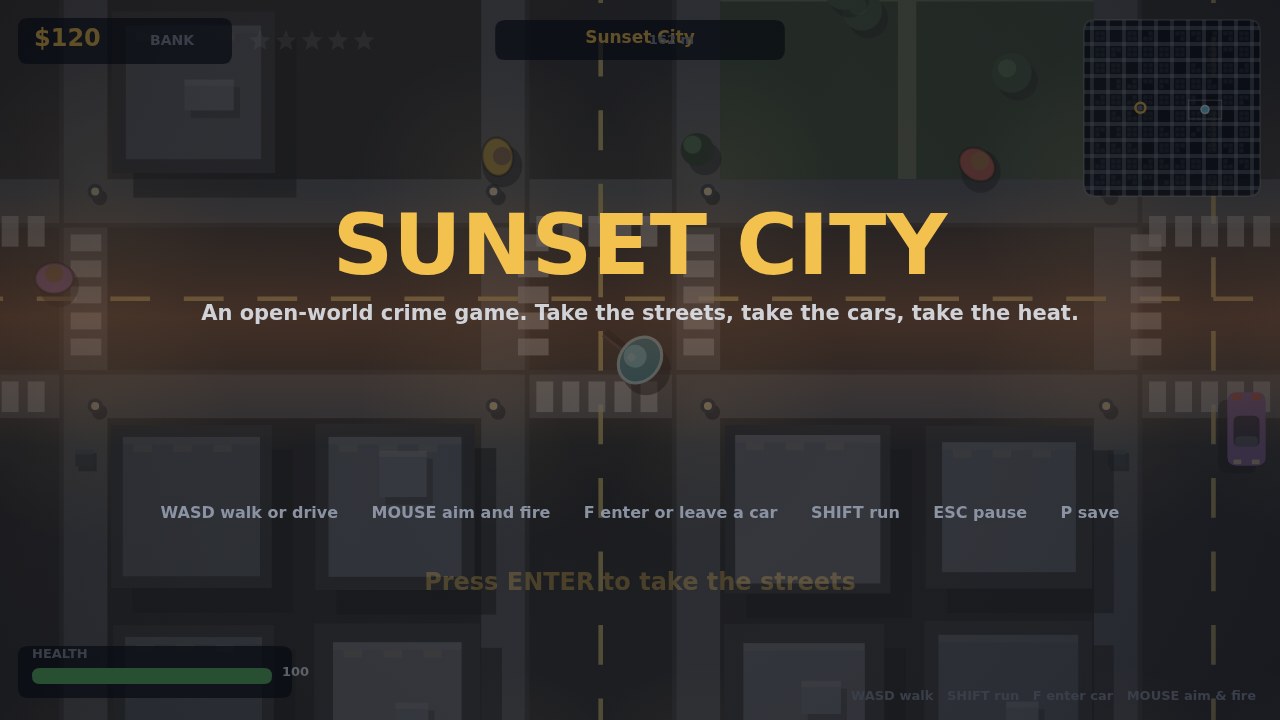 $120 BANK
Sunset City
SUNSET CITY
An open-world crime game. Take the streets, take the cars, take the heat.
WASD walk or drive MOUSE aim and fire F enter or leave a car SHIFT run ESC pause P save
Press ENTER to take the streets
HEALTH
100
WASD walk SHIFT run F enter car MOUSE aim & fire